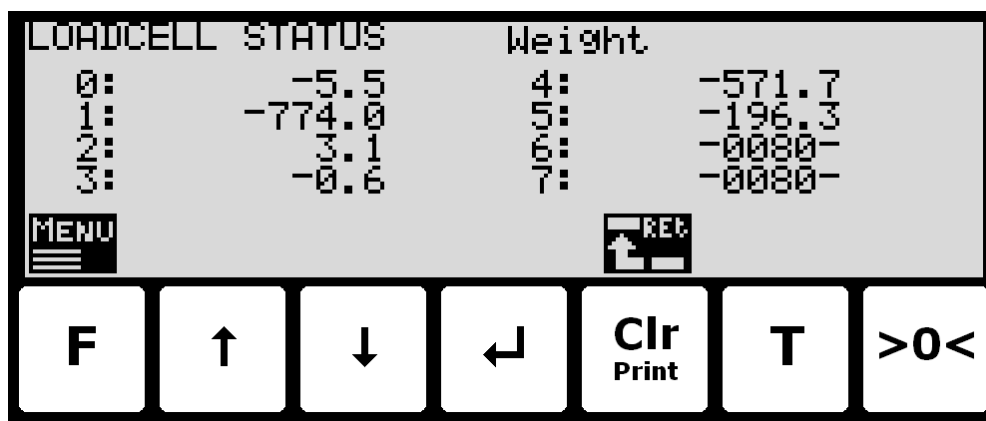 LOADCELL STATUS Weight
0: -5.5 4: -571.7
1: -774.0 5: -196.3
2: 3.1 6: -0080-
3: -0.6 7: -0080-
MENU REt
F ↑ ↓ ↵ Clr T >0<
Print